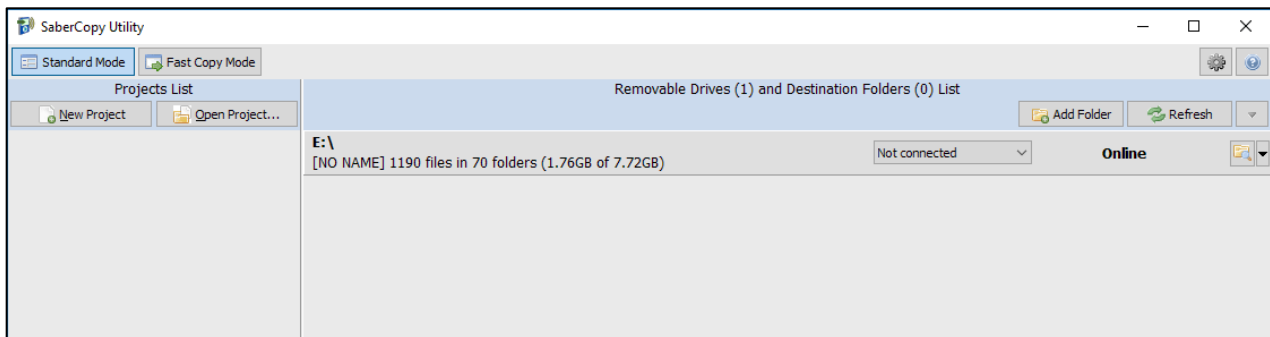 SaberCopy Utility
Standard Mode Fast Copy Mode
Projects List
New Project Open Project...
Removable Drives (1) and Destination Folders (0) List
Add Folder Refresh
E:\
[NO NAME] 1190 files in 70 folders (1.76GB of 7.72GB)
Not connected
Online